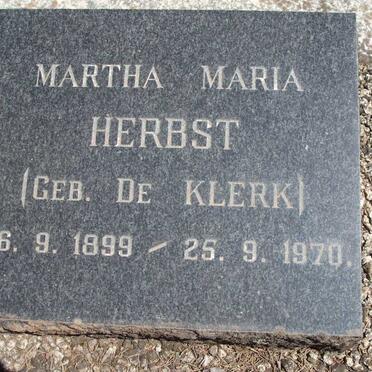 MARTHA MARIA
HERBST
(GEB. DE KLERK)
6. 9. 1899 - 25. 9. 1970.